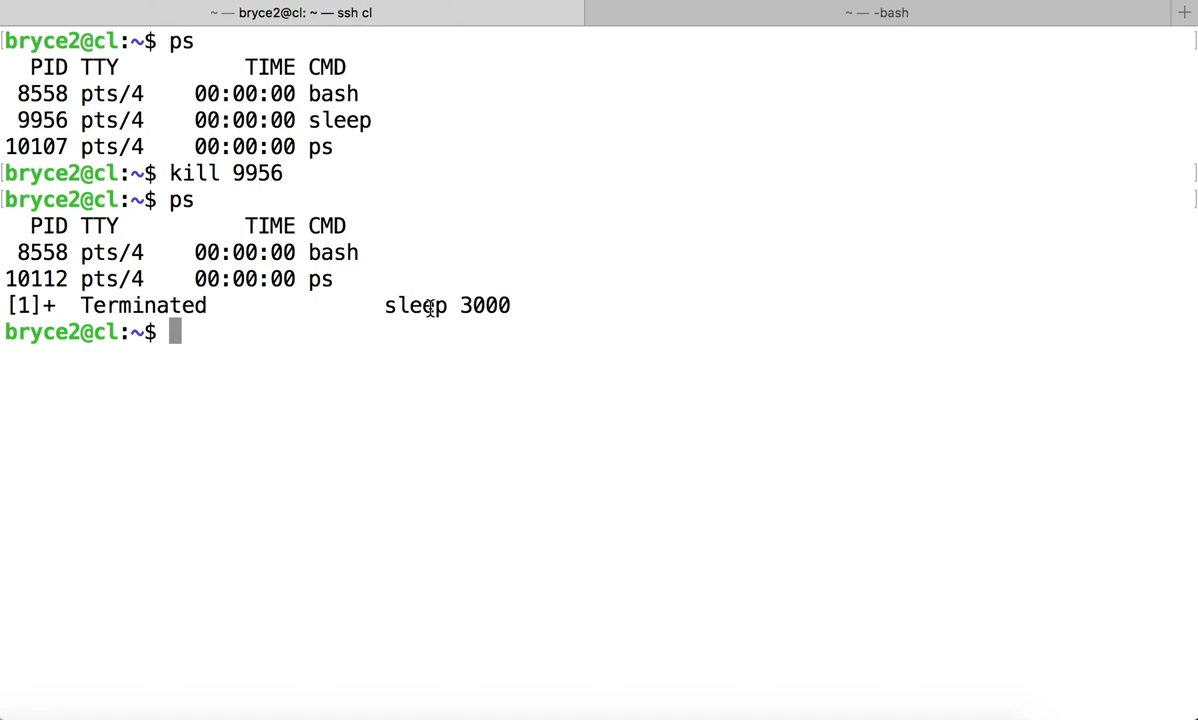 ~ — bryce2@cl: ~ — ssh cl
~ — -bash
bryce2@cl:~$ ps
  PID TTY          TIME CMD
 8558 pts/4    00:00:00 bash
 9956 pts/4    00:00:00 sleep
10107 pts/4    00:00:00 ps
bryce2@cl:~$ kill 9956
bryce2@cl:~$ ps
  PID TTY          TIME CMD
 8558 pts/4    00:00:00 bash
10112 pts/4    00:00:00 ps
[1]+  Terminated              sleep 3000
bryce2@cl:~$